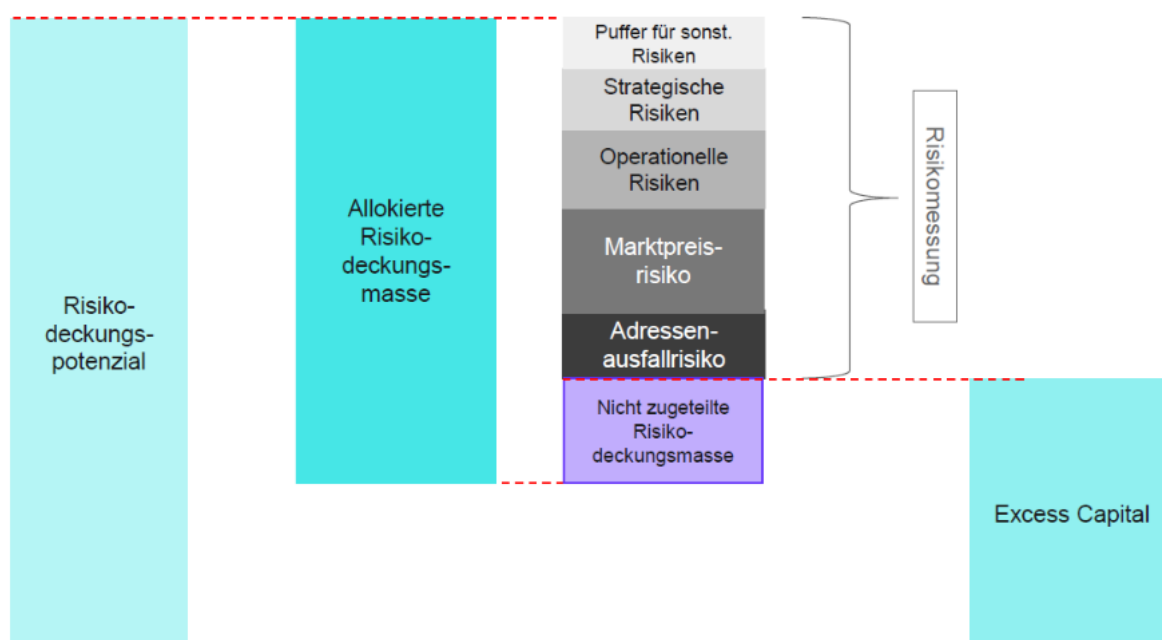 Risiko-
deckungs-
potenzial
Allokierte
Risiko-
deckungs-
masse
Puffer für sonst.
Risiken
Strategische
Risiken
Operationelle
Risiken
Marktpreis-
risiko
Adressen-
ausfallrisiko
Nicht zugeteilte
Risiko-
deckungsmasse
Risikomessung
Excess Capital